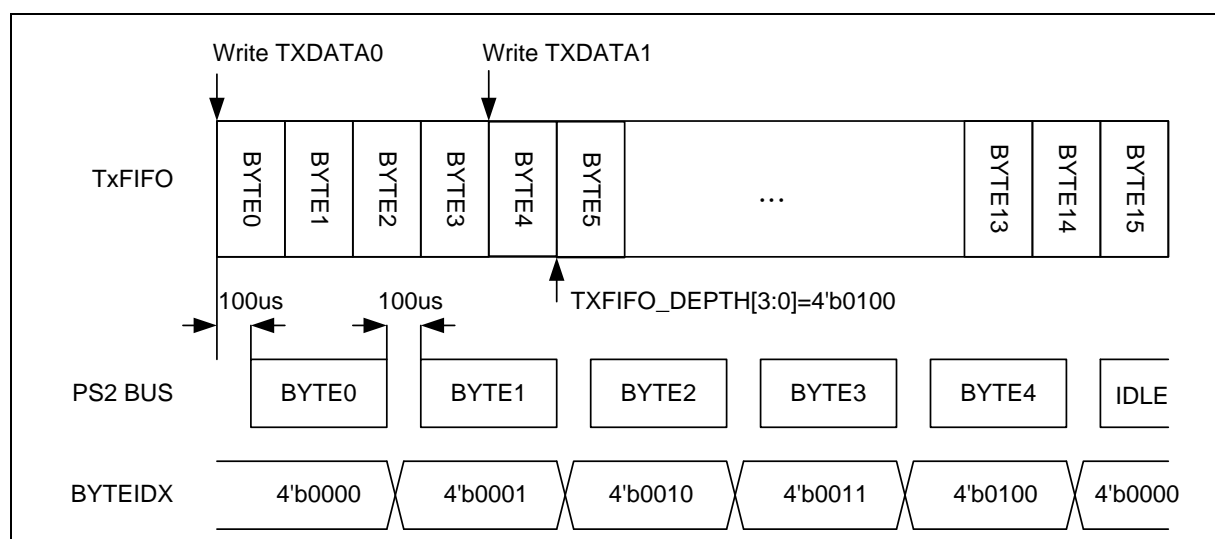 Write TXDATA0 Write TXDATA1
TxFIFO BYTE0 BYTE1 BYTE2 BYTE3 BYTE4 BYTE5 ... BYTE13 BYTE14 BYTE15
100us 100us TXFIFO_DEPTH[3:0]=4'b0100
PS2 BUS BYTE0 BYTE1 BYTE2 BYTE3 BYTE4 IDLE
BYTEIDX 4'b0000 4'b0001 4'b0010 4'b0011 4'b0100 4'b0000